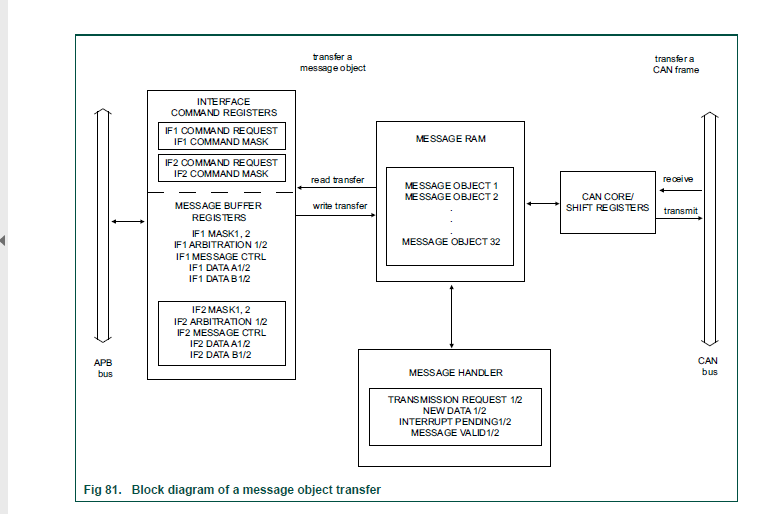 transfer a
message object
transfer a
CAN frame
INTERFACE
COMMAND REGISTERS
IF1 COMMAND REQUEST
IF1 COMMAND MASK
IF2 COMMAND REQUEST
IF2 COMMAND MASK
MESSAGE BUFFER
REGISTERS
IF1 MASK1, 2
IF1 ARBITRATION 1/2
IF1 MESSAGE CTRL
IF1 DATA A1/2
IF1 DATA B1/2
IF2 MASK1, 2
IF2 ARBITRATION 1/2
IF2 MESSAGE CTRL
IF2 DATA A1/2
IF2 DATA B1/2
APB
bus
read transfer
write transfer
MESSAGE RAM
MESSAGE OBJECT 1
MESSAGE OBJECT 2
.
.
.
MESSAGE OBJECT 32
CAN CORE/
SHIFT REGISTERS
receive
transmit
CAN
bus
MESSAGE HANDLER
TRANSMISSION REQUEST 1/2
NEW DATA 1/2
INTERRUPT PENDING1/2
MESSAGE VALID1/2
Fig 81. Block diagram of a message object transfer